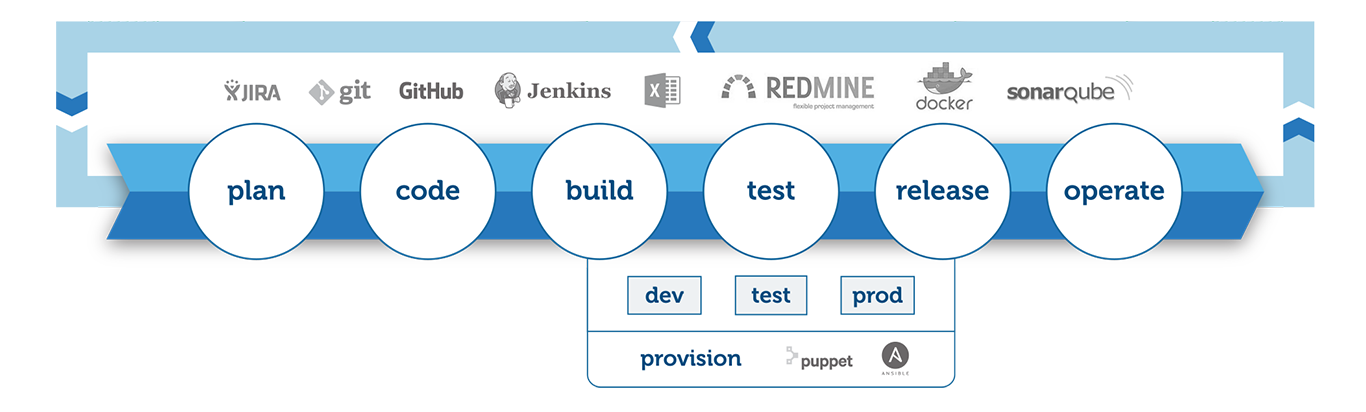 JIRA
git
GitHub
Jenkins
X
REDMINE
flexible project management
docker
sonarqube
plan
code
build
test
release
operate
dev
test
prod
provision
puppet
A
ANSIBLE